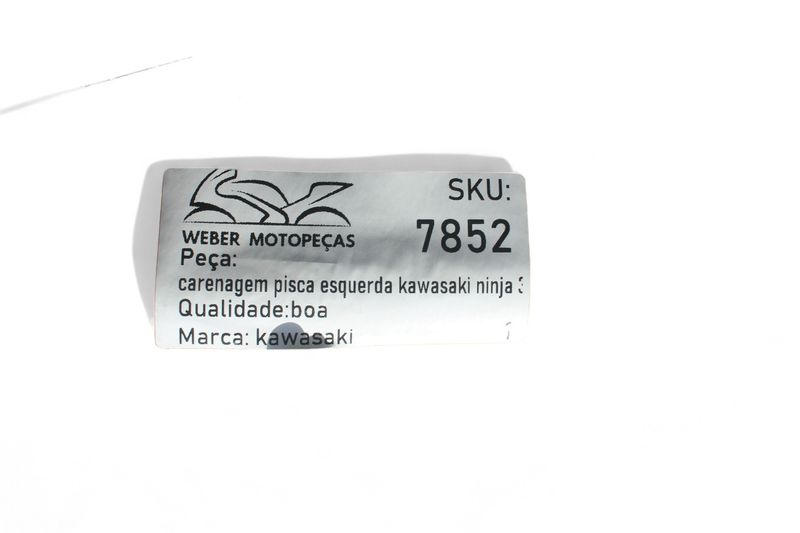 SKU:
7852
WEBER MOTOPEÇAS
Peça:
carenagem pisca esquerda kawasaki ninja
Qualidade:boa
Marca: kawasaki